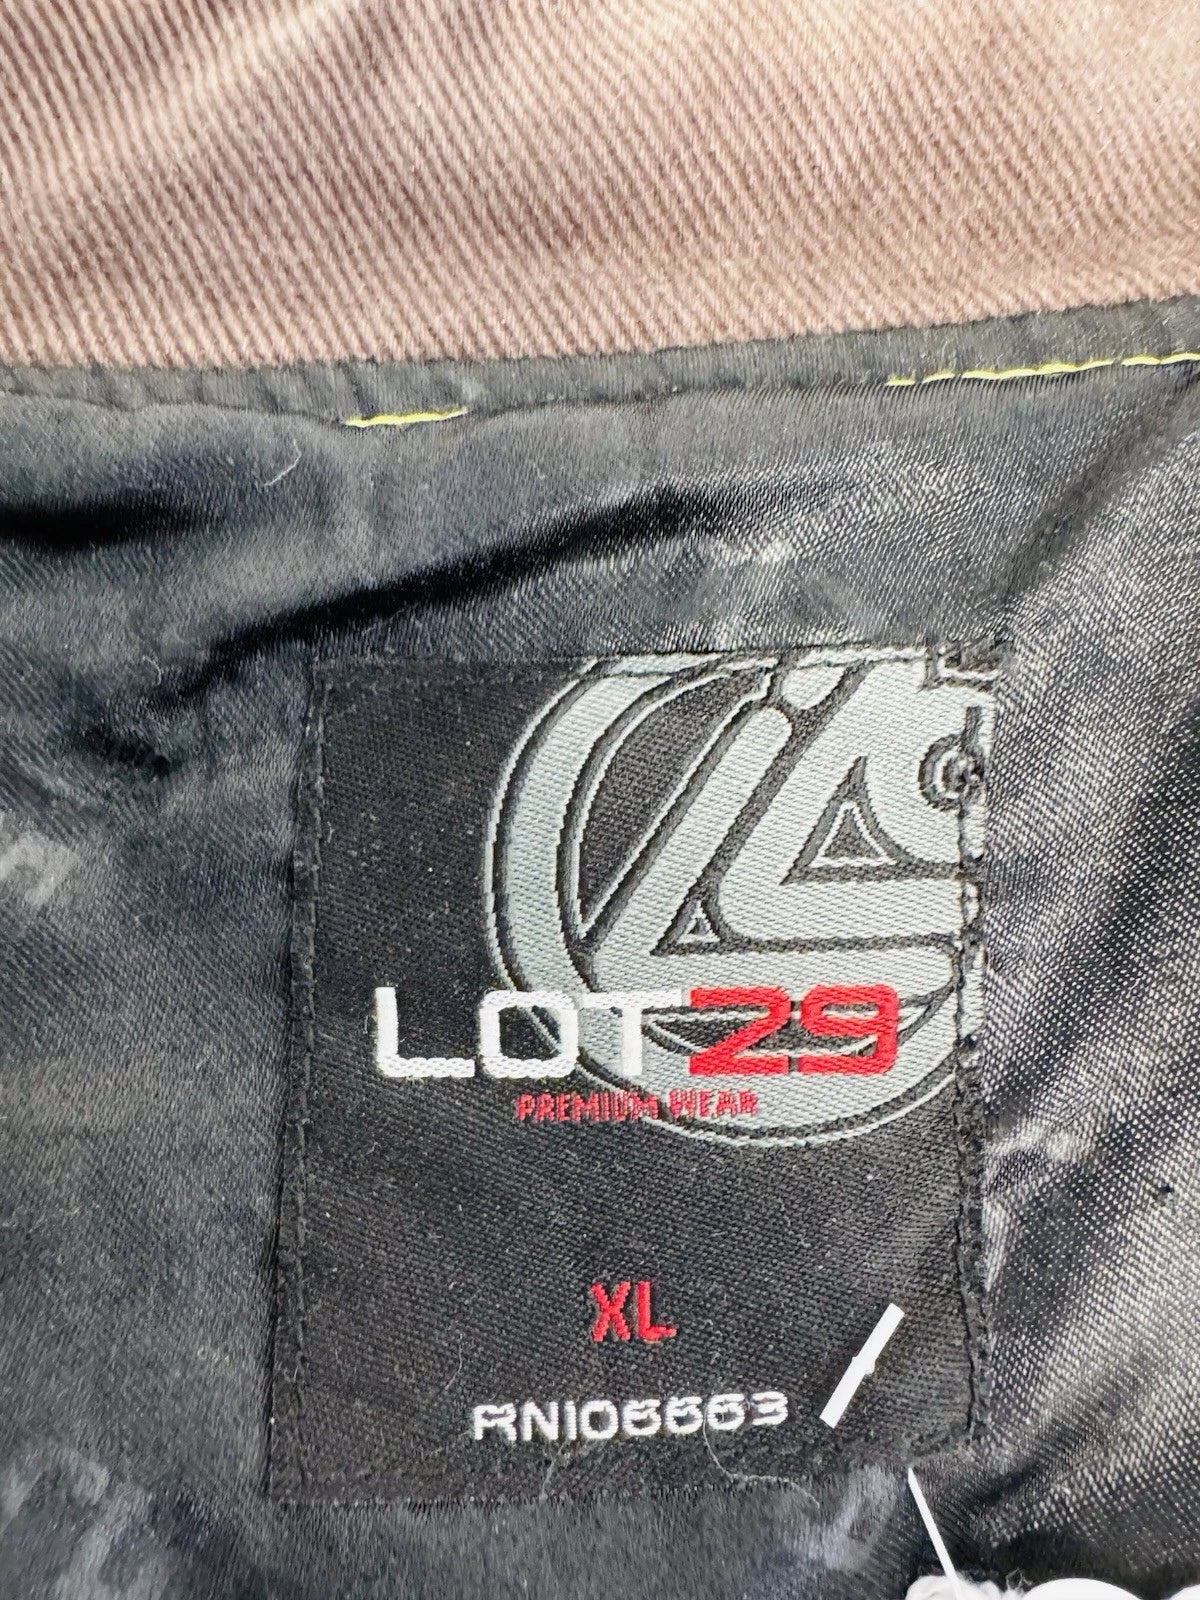 LOT29
PREMIUM WEAR
XL
RN106663